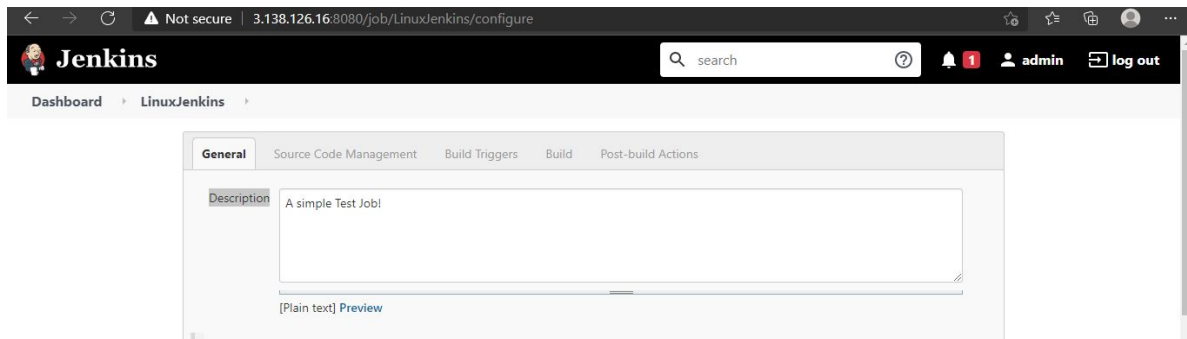 Not secure | 3.138.126.16:8080/job/LinuxJenkins/configure
Jenkins search 1 admin log out
Dashboard LinuxJenkins
General Source Code Management Build Triggers Build Post-build Actions
Description A simple Test Job!
[Plain text] Preview